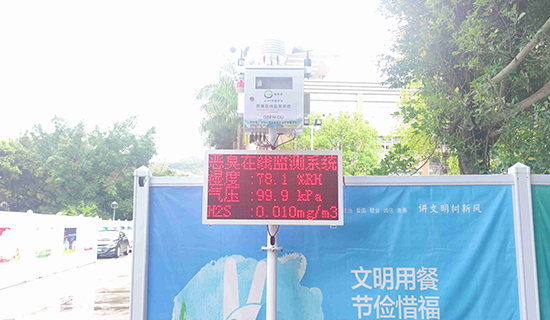 恶臭在线监测系统
湿度:78.1 %RH
气压:99.9 kPa
H2S :0.010mg/m3
讲文明树新风
文明用餐
节俭惜福